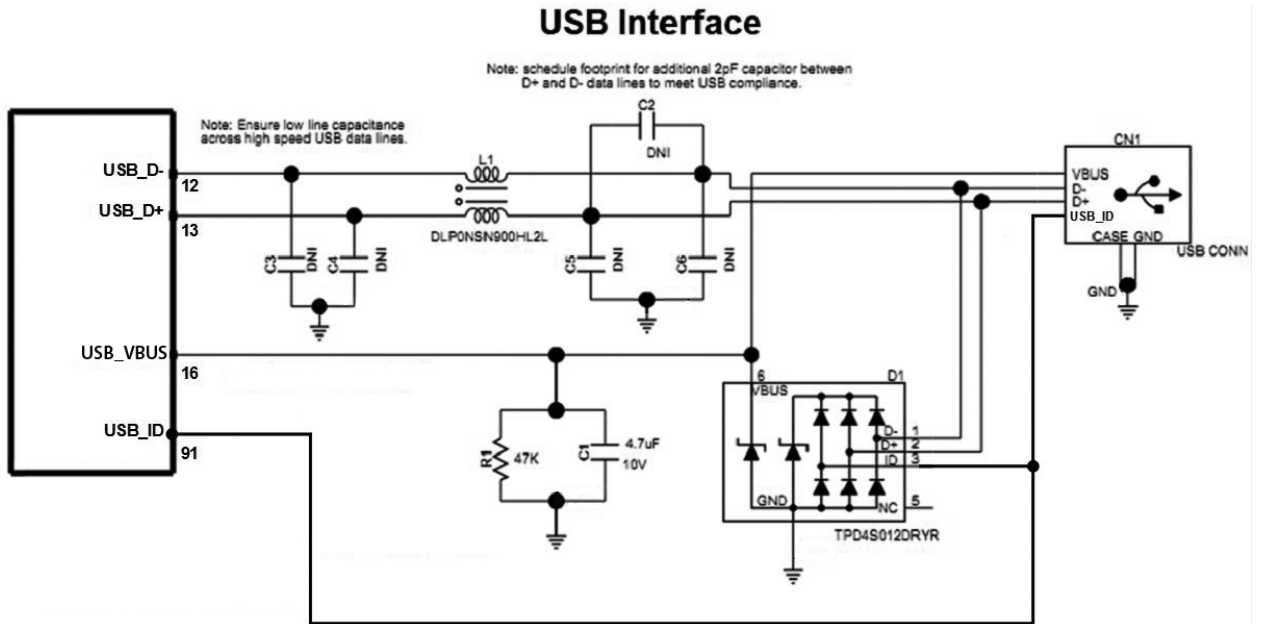 USB Interface
Note: schedule footprint for additional 2pF capacitor between
D+ and D- data lines to meet USB compliance.
C2
DNI
Note: Ensure low line capacitance
across high speed USB data lines.
L1
CN1
USB_D-
12
USB_D+
13
DLP0NSN900HL2L
VBUS
D-
D+
USB_ID
CASE GND
USB CONN
C3
DNI
C4
DNI
C5
DNI
C6
DNI
GND
USB_VBUS
16
6
D1
VBUS
USB_ID
91
R1
47K
C1
4.7uF
10V
D- 1
D+ 2
ID 3
GND
NC 5
TPD4S012DRYR